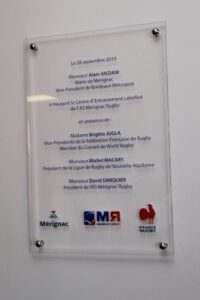 Le 28 septembre 2019
Monsieur Alain ANZIANI
Maire de Mérignac
Vice-Président de Bordeaux Métropole
a inauguré le Centre d'Entraînement Labellisé
de l'AS Mérignac Rugby
en présence de :
Madame Brigitte JUGLA,
Vice-Présidente de la Fédération Française de Rugby
Membre du Conseil de World Rugby
Monsieur Michel MACARY,
Président de la Ligue de Rugby de Nouvelle-Aquitaine
Monsieur David DARQUIER
Président de l'AS Mérignac Rugby
Mérignac
MR
FRANCE
RUGBY